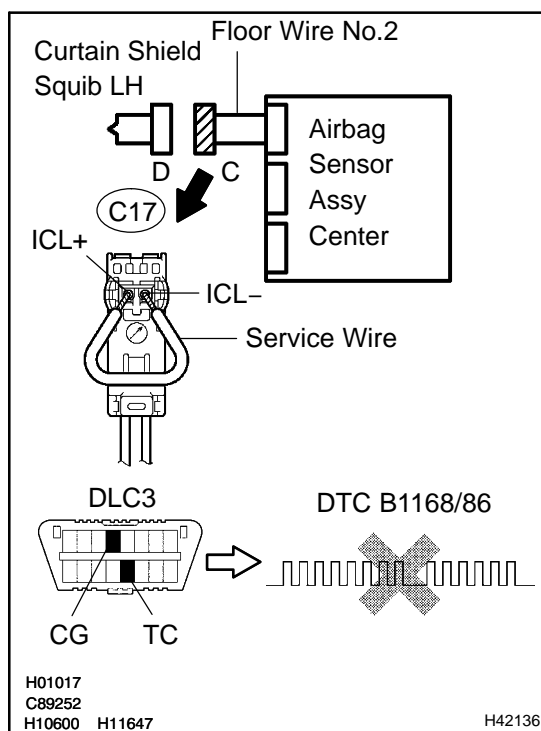 Floor Wire No.2
Curtain Shield
Squib LH
Airbag
Sensor
Assy
Center
D
C
C17
ICL+
ICL−
Service Wire
DLC3
DTC B1168/86
CG
TC
H01017
C89252
H10600 H11647
H42136